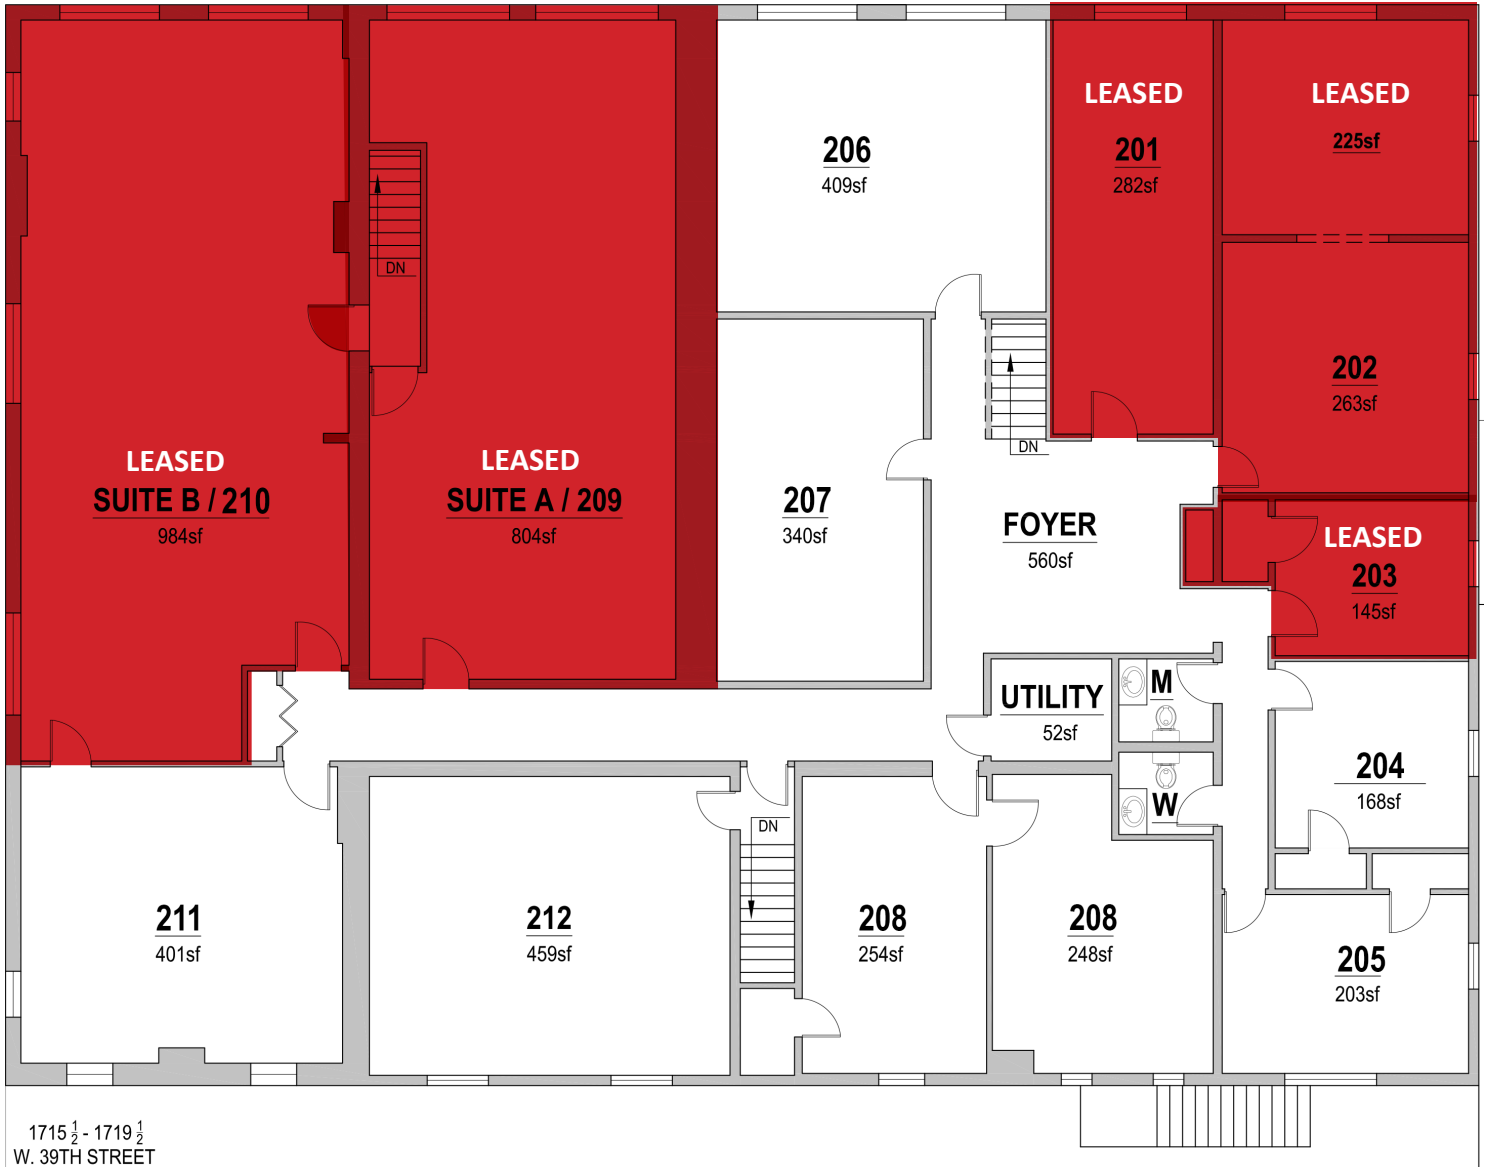 LEASED
LEASED
206
409sf
201
282sf
225sf
DN
202
263sf
LEASED
SUITE B / 210
984sf
LEASED
SUITE A / 209
804sf
DN
207
340sf
FOYER
560sf
LEASED
203
145sf
UTILITY
52sf
M
W
204
168sf
DN
211
401sf
212
459sf
208
254sf
208
248sf
205
203sf
1715 1/2 - 1719 1/2
W. 39TH STREET